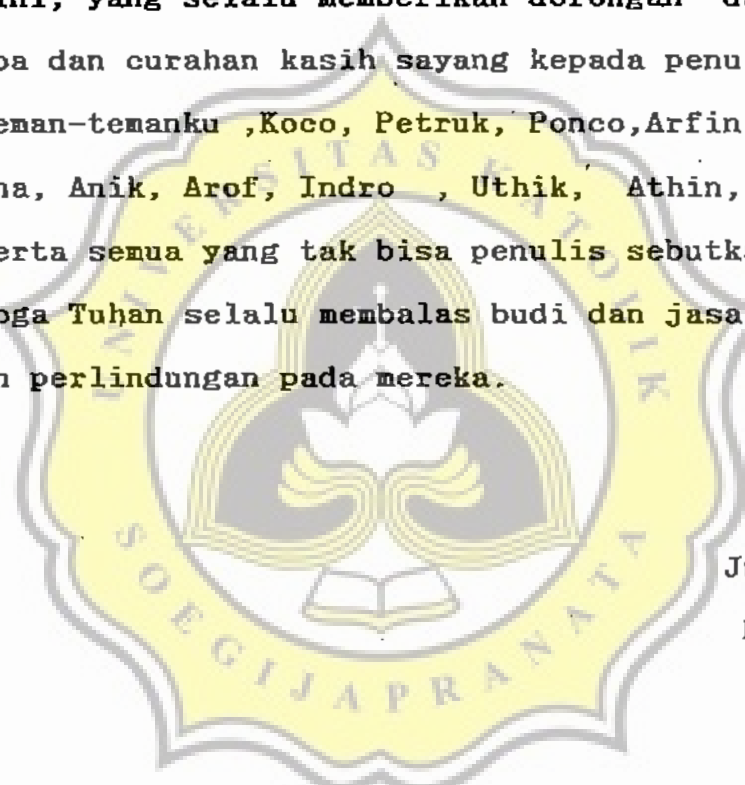 ini, yang selalu memberikan dorongan
oa dan curahan kasih sayang kepada penu
eman-temanku ,Koco, Petruk, Ponco,Arfin
na, Anik, Arof, Indro , Uthik, Athin,
erta semua yang tak bisa penulis sebutk
oga Tuhan selalu membalas budi dan jasa
n perlindungan pada mereka.
J
UNIVERSITAS KATOLIK
SOEGIJAPRANATA